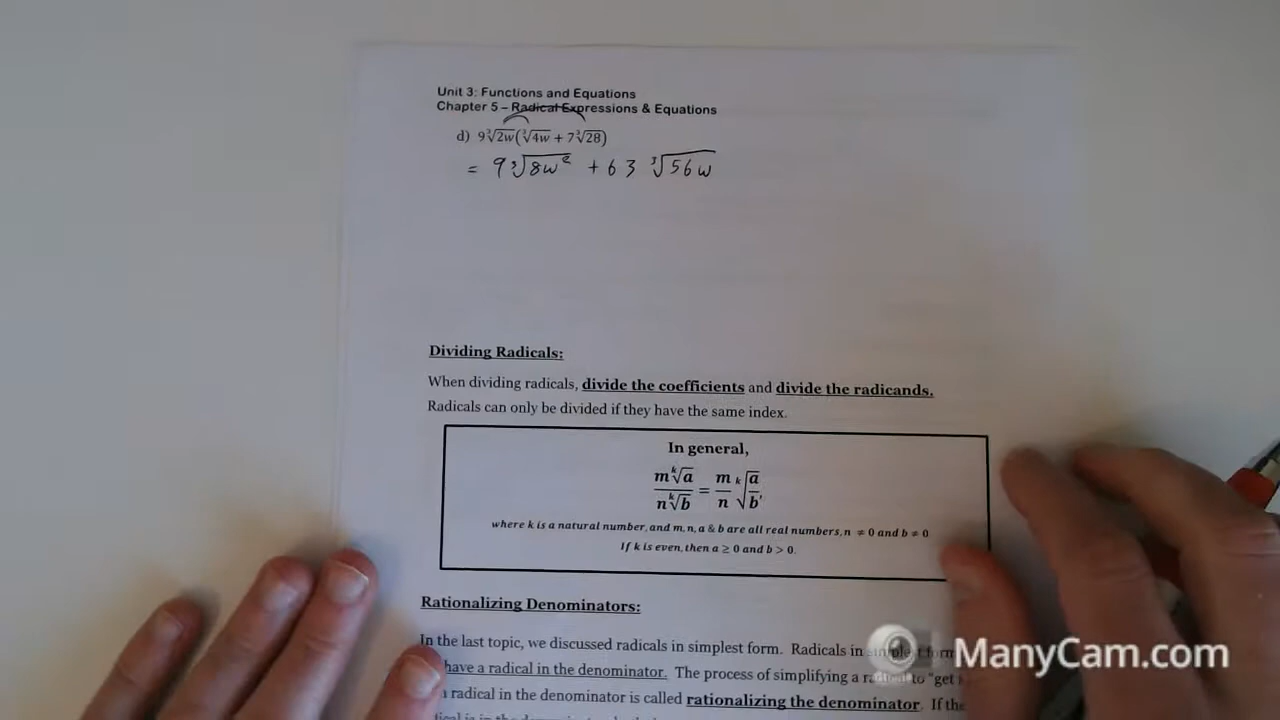 Unit 3: Functions and Equations
Chapter 5 – Radical Expressions & Equations
d) 9∛2w(∛4w + 7∛28)
= 9∛8w² + 63 ∛56w
Dividing Radicals:
When dividing radicals, divide the coefficients and divide the radicands.
Radicals can only be divided if they have the same index.
In general,
m ᵏ√a / n ᵏ√b = m/n ᵏ√(a/b),
where k is a natural number, and m, n, a & b are all real numbers, n ≠ 0 and b ≠ 0
If k is even, then a ≥ 0 and b > 0.
Rationalizing Denominators:
In the last topic, we discussed radicals in simplest form. Radicals in simplest form
have a radical in the denominator. The process of simplifying a to "get
a radical in the denominator is called rationalizing the denominator. If the
ManyCam.com